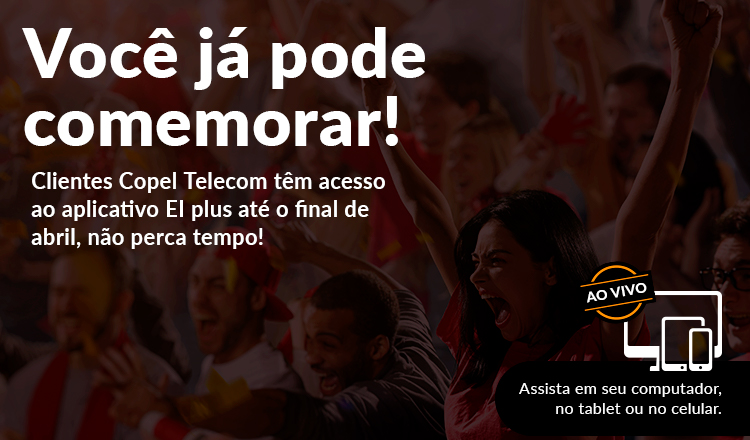 Você já pode
comemorar!
Clientes Copel Telecom têm acesso
ao aplicativo EI plus até o final de
abril, não perca tempo!
AO VIVO
Assista em seu computador,
no tablet ou no celular.